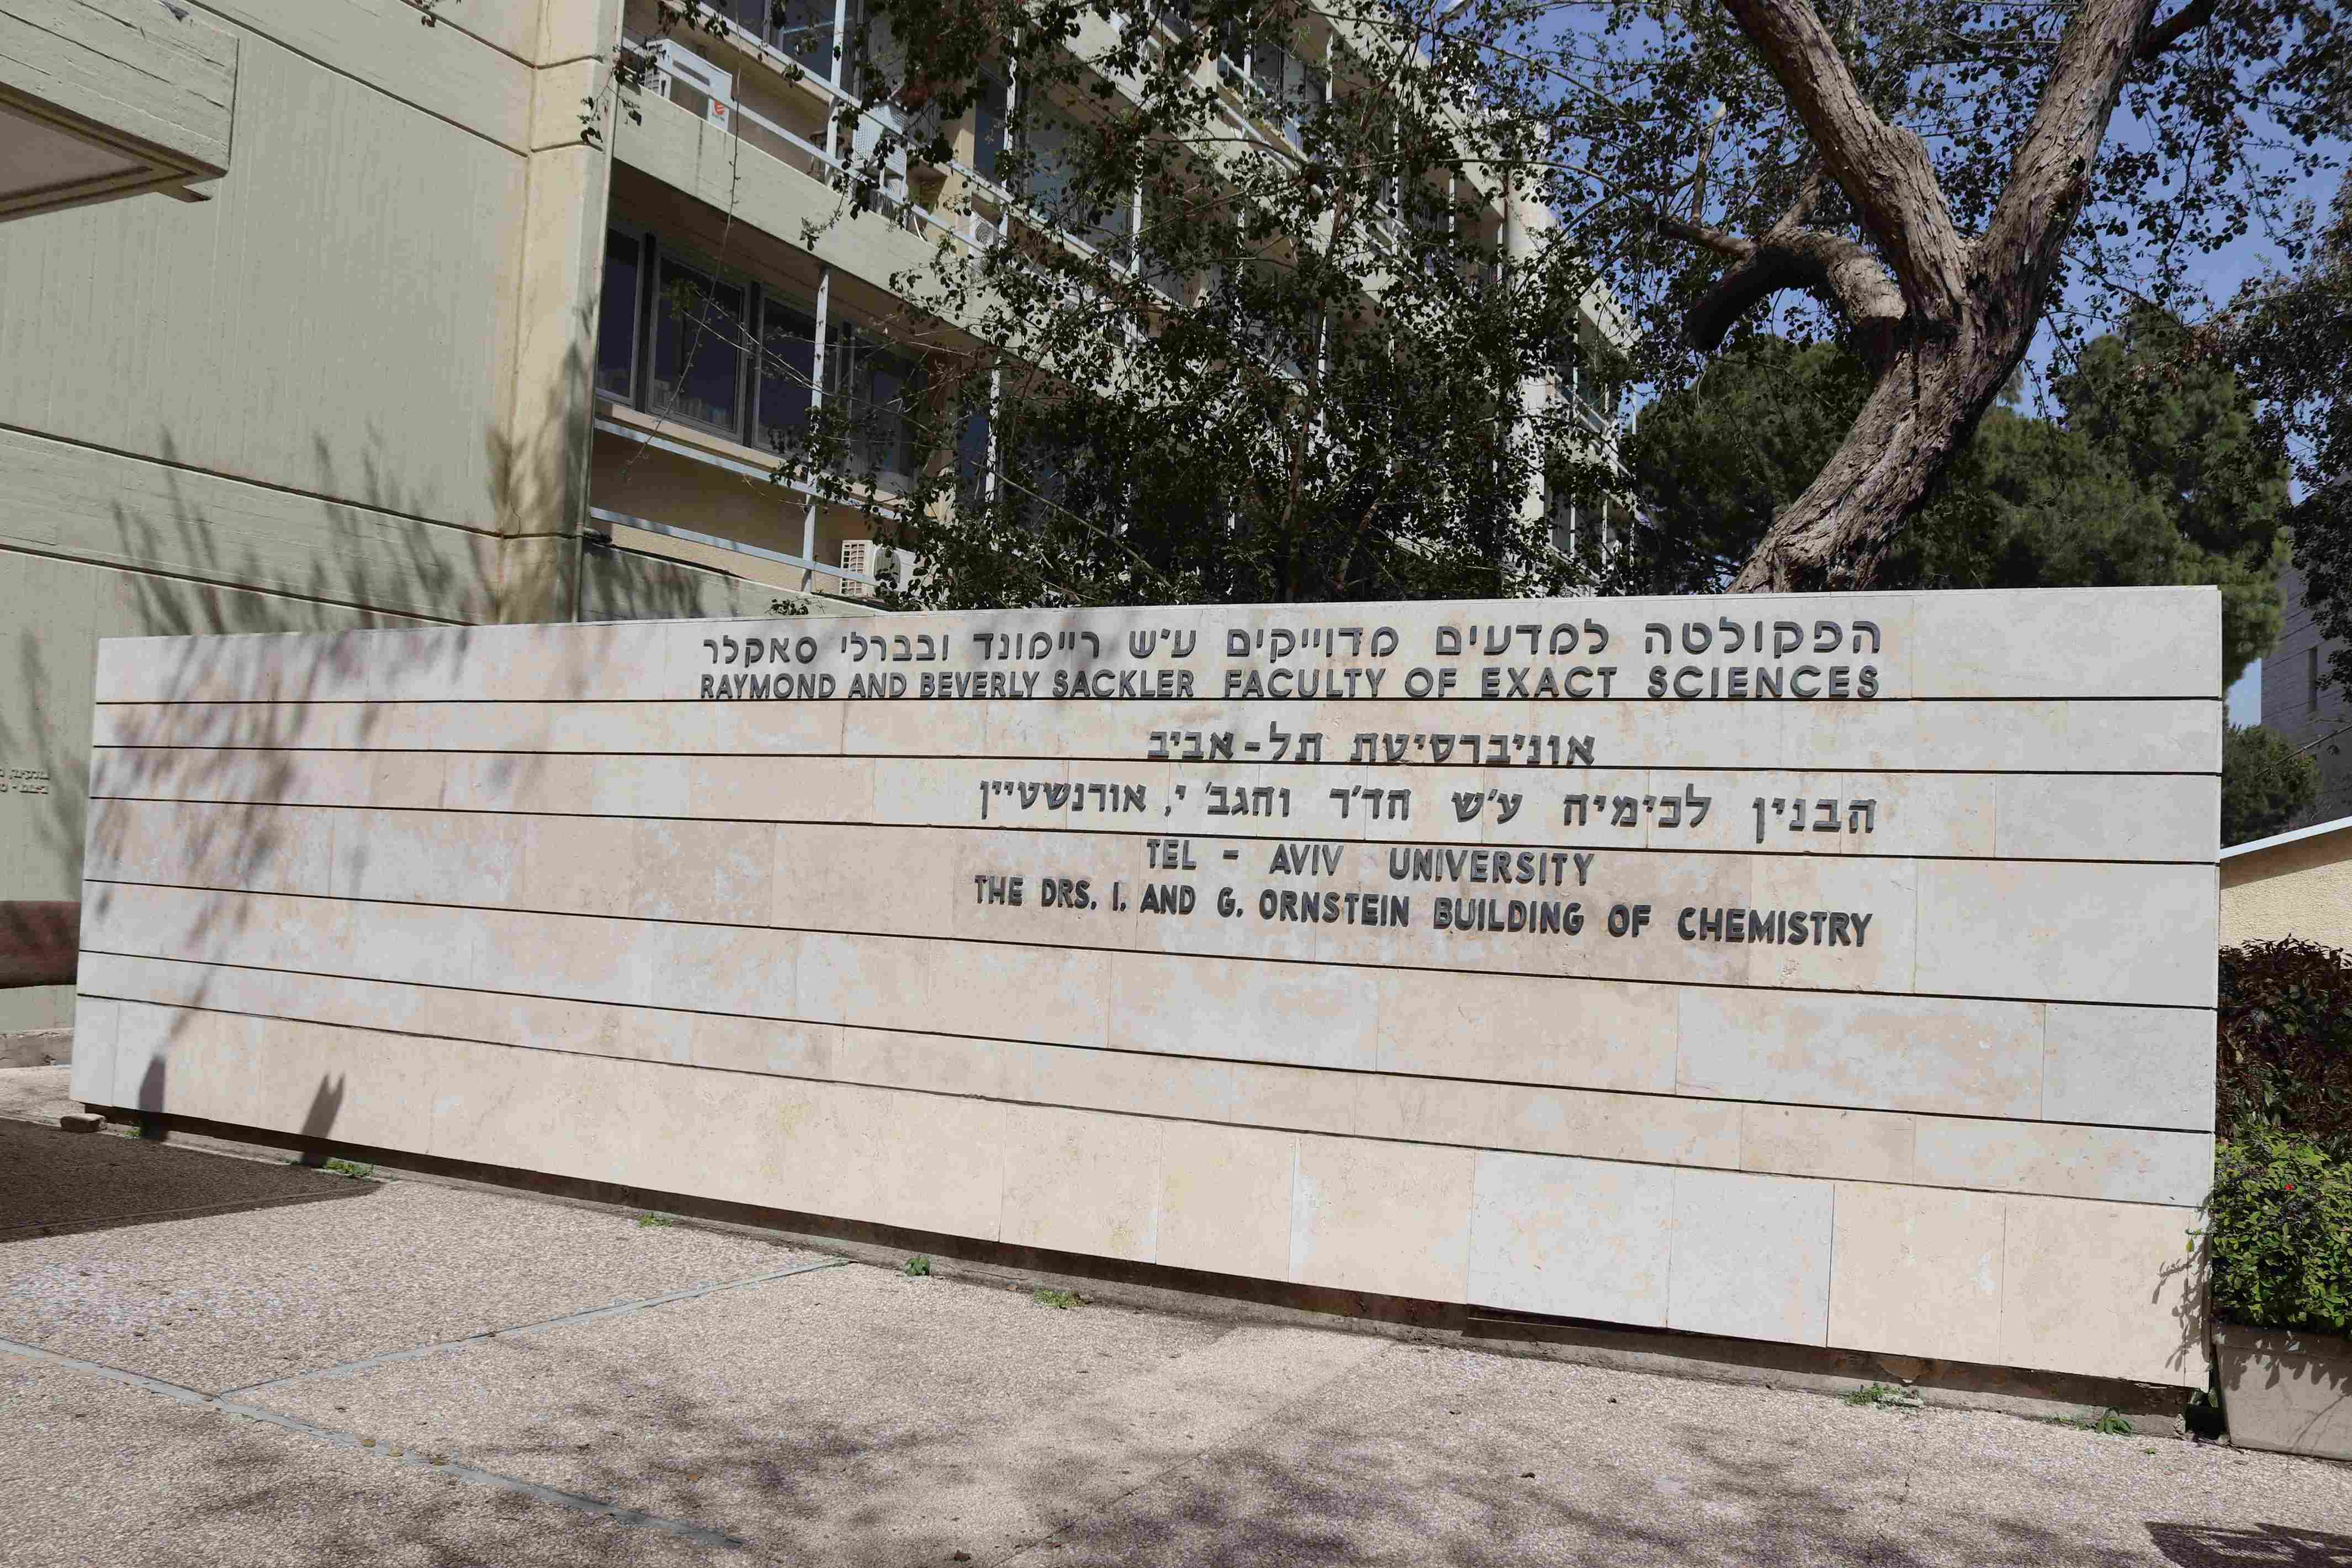 הפקולטה למדעים מדוייקים ע״ש ריימונד ובברלי סאקלר
RAYMOND AND BEVERLY SACKLER FACULTY OF EXACT SCIENCES
אוניברסיטת תל-אביב
הבנין לכימיה ע׳ש הד׳ר והגב׳ י. אורנשטיין
TEL - AVIV UNIVERSITY
THE DRS. I. AND G. ORNSTEIN BUILDING OF CHEMISTRY